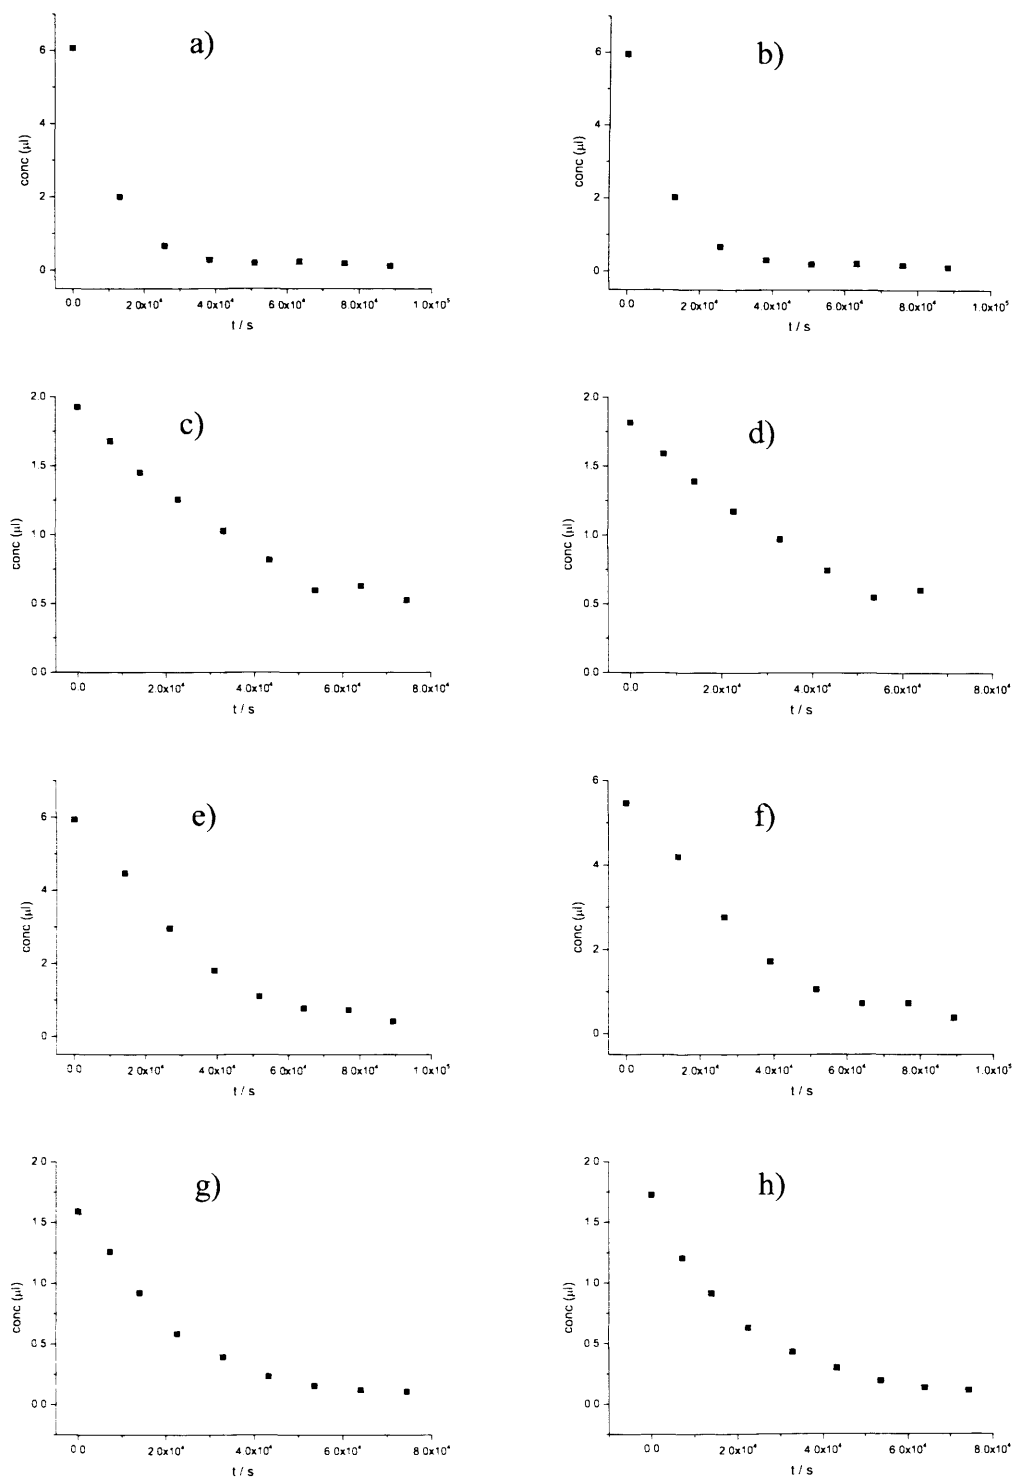 a)
6
4
2
0
conc (µl)
0 0 2 0x10⁴ 4 0x10⁴ 6 0x10⁴ 8 0x10⁴ 1 0x10⁵
t / s
b)
6
4
2
0
conc (µl)
0 0 2 0x10⁴ 4.0x10⁴ 6 0x10⁴ 8.0x10⁴ 1.0x10⁵
t / s
c)
2.0
1.5
1.0
0.5
0.0
conc (µl)
0 0 2 0x10⁴ 4 0x10⁴ 6 0x10⁴ 8 0x10⁴
t / s
d)
2.0
1.5
1.0
0.5
0.0
conc (µl)
0.0 2 0x10⁴ 4 0x10⁴ 6 0x10⁴ 8 0x10⁴
t / s
e)
6
4
2
0
conc (µl)
0 0 2 0x10⁴ 4 0x10⁴ 6 0x10⁴ 8 0x10⁴ 1 0x10⁵
t / s
f)
6
4
2
0
conc (µl)
0 0 2 0x10⁴ 4.0x10⁴ 6 0x10⁴ 8.0x10⁴ 1.0x10⁵
t / s
g)
2 0
1 5
1 0
0 5
0 0
conc (µl)
0 0 2 0x10⁴ 4 0x10⁴ 6 0x10⁴ 8 0x10⁴
t / s
h)
2 0
1 5
1 0
0 5
0 0
conc (µl)
0 0 2 0x10⁴ 4 0x10⁴ 6 0x10⁴ 8 0x10⁴
t / s